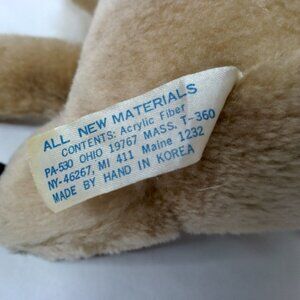 ALL NEW MATERIALS
CONTENTS: Acrylic Fiber
PA-530 OHIO 19767 MASS. T-360
NY-46267, MI 411 Maine 1232
MADE BY HAND IN KOREA